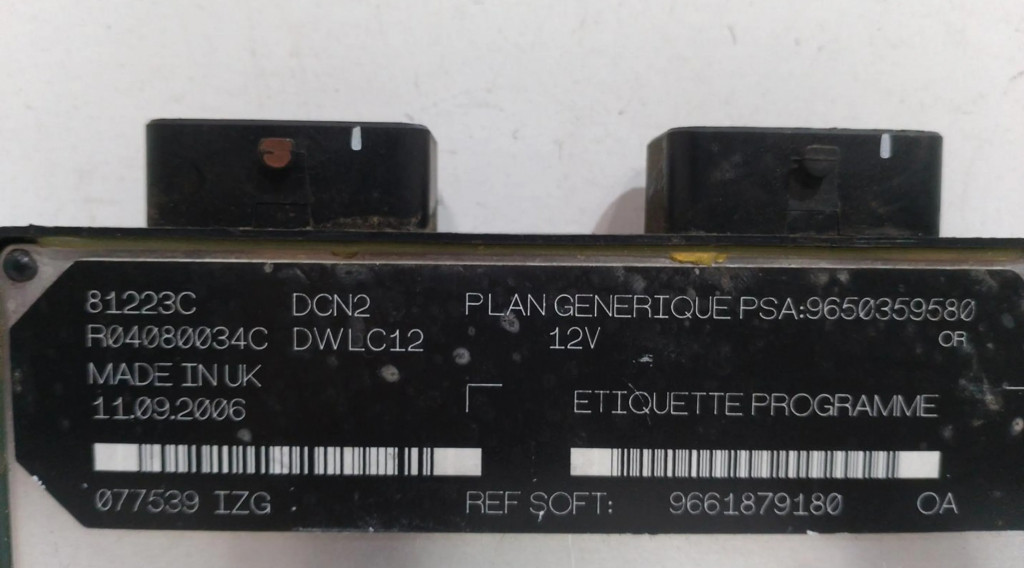 81223C DCN2 PLAN GENERIQUE PSA:9650359580
R04080034C DWLC12 12V OR
MADE IN UK
11.09.2006 ETIQUETTE PROGRAMME
077539 IZG REF SOFT: 9661879180 OA